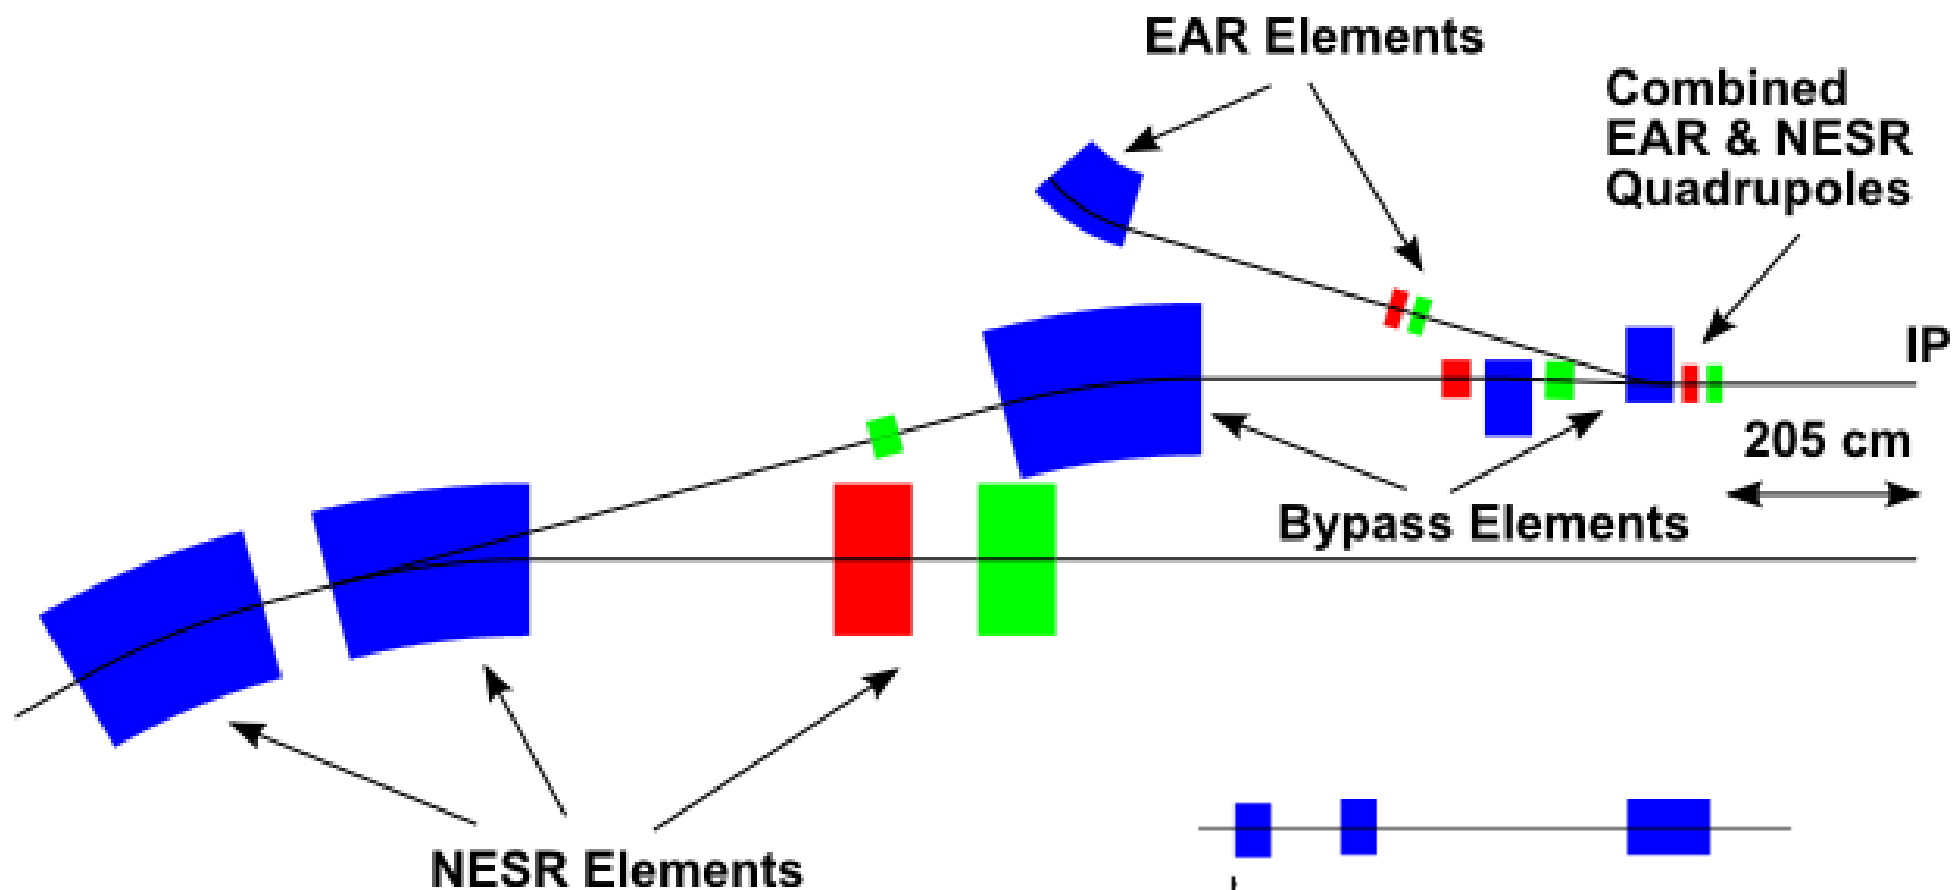 EAR Elements
Combined
EAR & NESR
Quadrupoles
IP
205 cm
Bypass Elements
NESR Elements